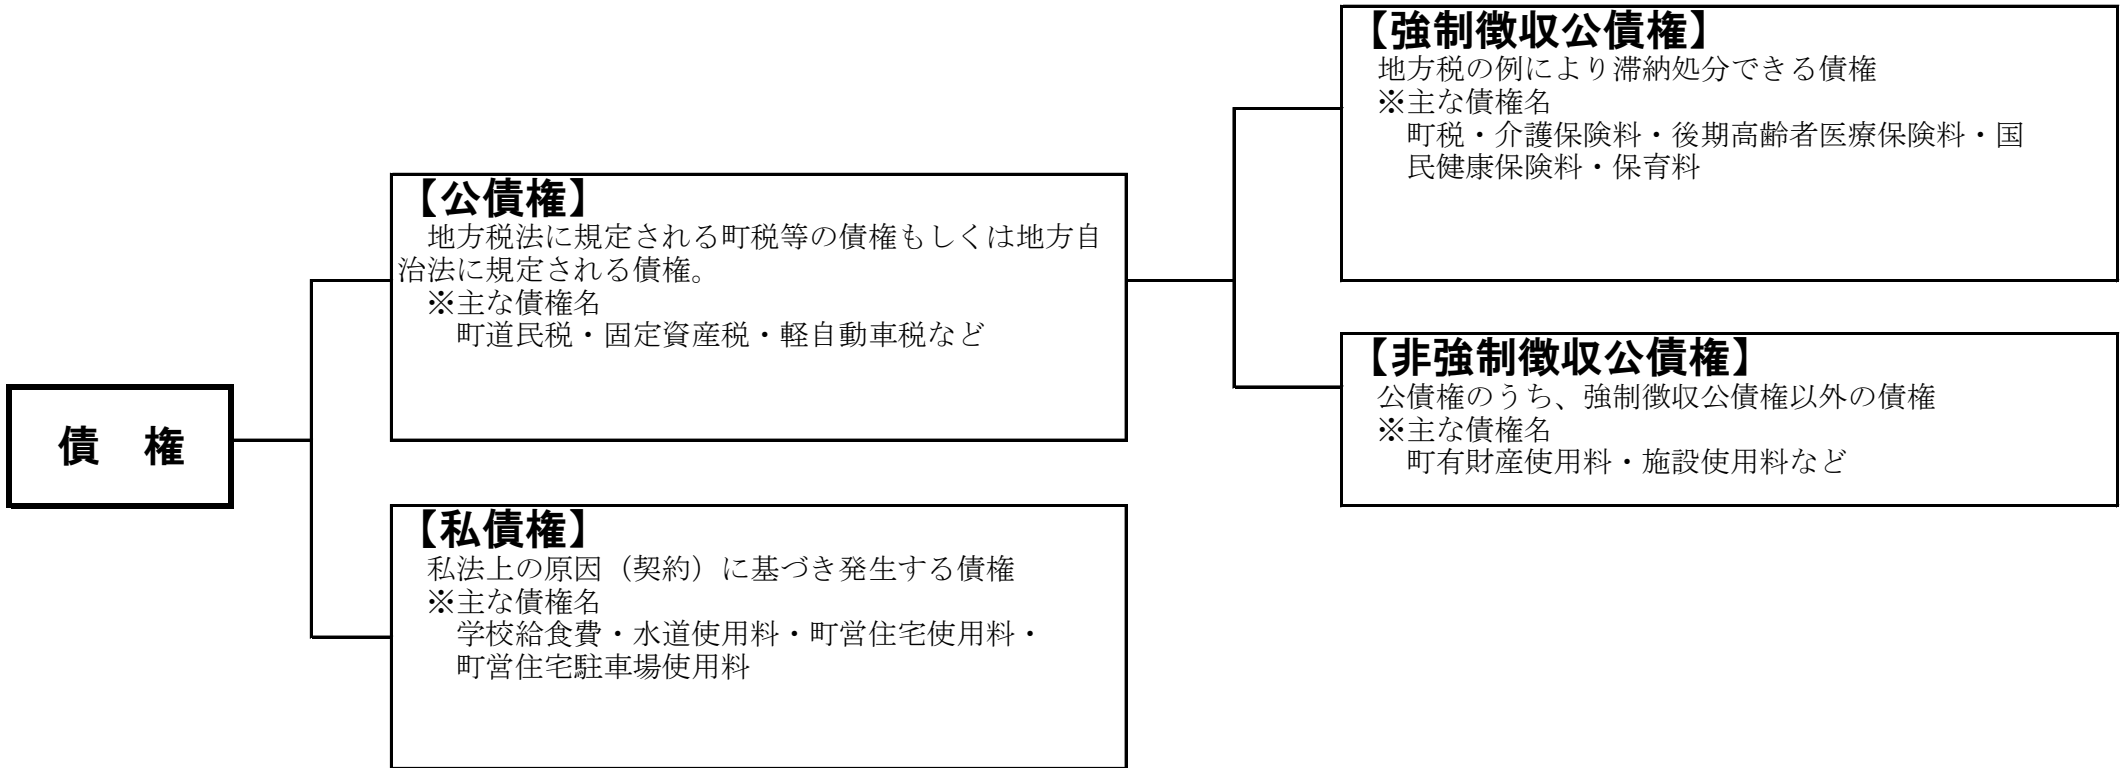 債　権
【公債権】
地方税法に規定される町税等の債権もしくは地方自
治法に規定される債権。
※主な債権名
町道民税・固定資産税・軽自動車税など
【私債権】
私法上の原因（契約）に基づき発生する債権
※主な債権名
学校給食費・水道使用料・町営住宅使用料・
町営住宅駐車場使用料
【強制徴収公債権】
地方税の例により滞納処分できる債権
※主な債権名
町税・介護保険料・後期高齢者医療保険料・国
民健康保険料・保育料
【非強制徴収公債権】
公債権のうち、強制徴収公債権以外の債権
※主な債権名
町有財産使用料・施設使用料など